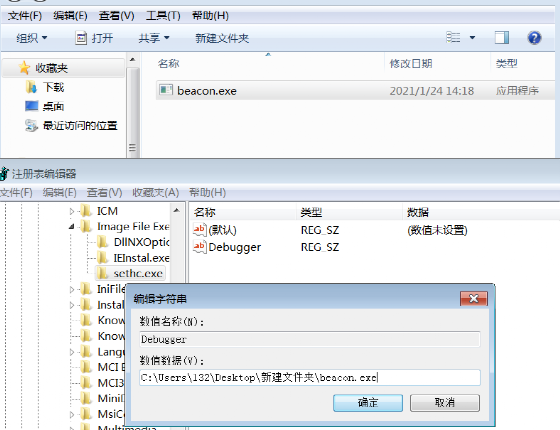 文件(F) 编辑(E) 查看(V) 工具(T) 帮助(H)
组织 打开 共享 新建文件夹
收藏夹
下载
桌面
最近访问的位置
名称 修改日期 类型
beacon.exe 2021/1/24 14:18 应用程序
注册表编辑器
文件(F) 编辑(E) 查看(V) 收藏夹(A) 帮助(H)
ICM
Image File Exe
DllNXOptio
IEInstal.exe
sethc.exe
IniFile
Instal
Know
Know
Langu
MCI E
MCI3
MiniD
MsiCo
Multimedia
名称 类型 数据
(默认) REG_SZ (数值未设置)
Debugger REG_SZ
编辑字符串
数值名称(N):
Debugger
数值数据(V):
C:\Users\132\Desktop\新建文件夹\beacon.exe
确定 取消